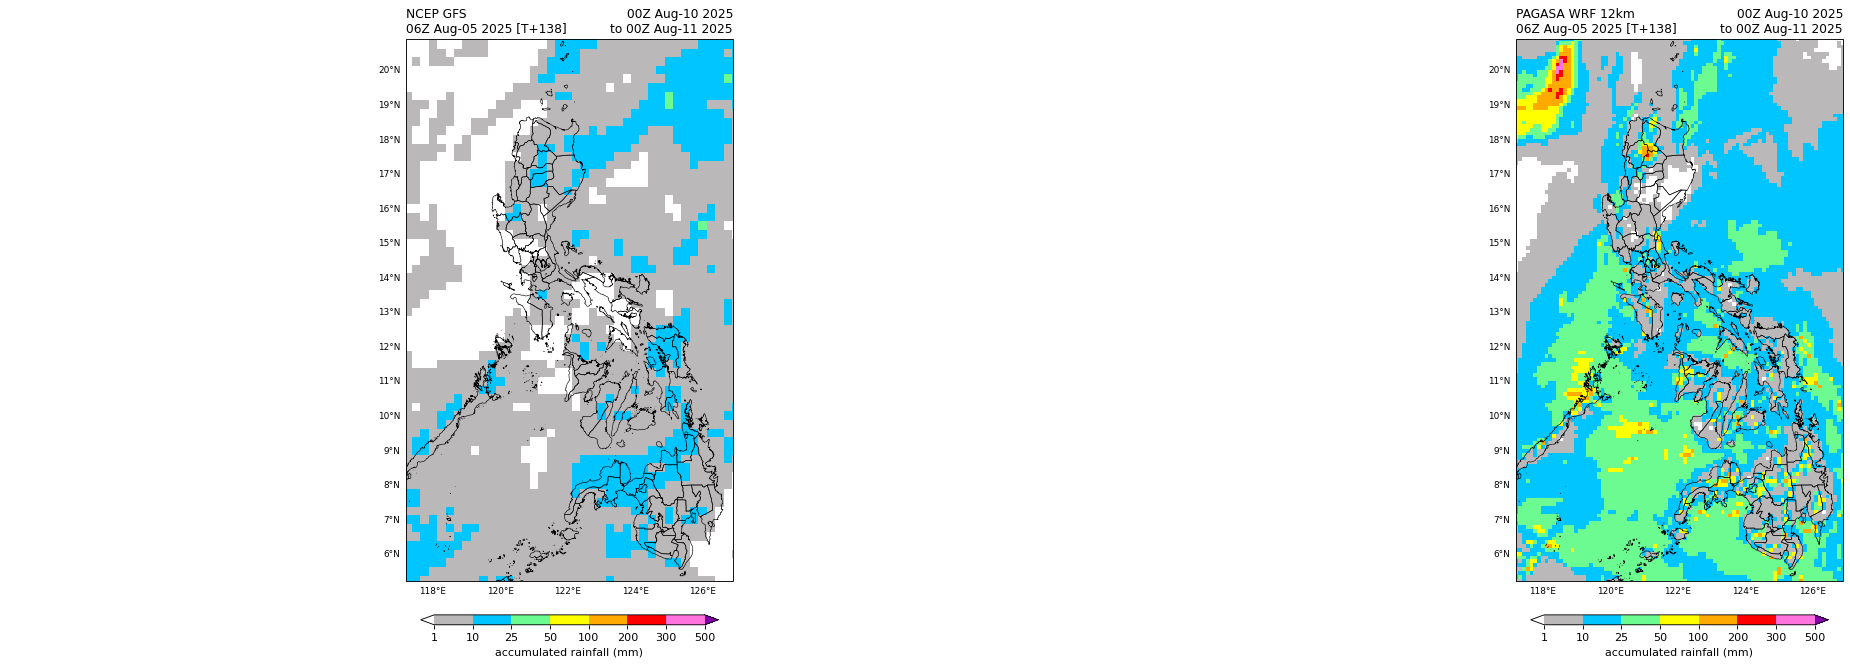 NCEP GFS 00Z Aug-10 2025
06Z Aug-05 2025 [T+138] to 00Z Aug-11 2025
20°N
19°N
18°N
17°N
16°N
15°N
14°N
13°N
12°N
11°N
10°N
9°N
8°N
7°N
6°N
118°E 120°E 122°E 124°E 126°E
1 10 25 50 100 200 300 500
accumulated rainfall (mm)
PAGASA WRF 12km 00Z Aug-10 2025
06Z Aug-05 2025 [T+138] to 00Z Aug-11 2025
20°N
19°N
18°N
17°N
16°N
15°N
14°N
13°N
12°N
11°N
10°N
9°N
8°N
7°N
6°N
118°E 120°E 122°E 124°E 126°E
1 10 25 50 100 200 300 500
accumulated rainfall (mm)